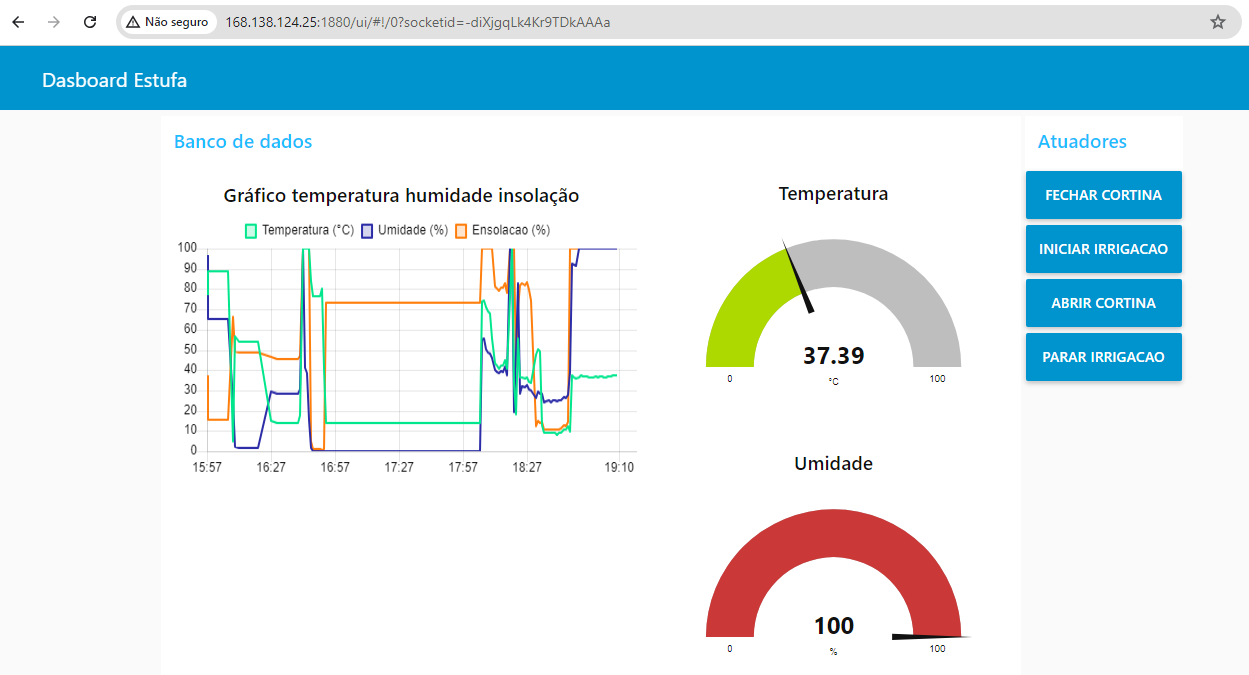 Não seguro
168.138.124.25:1880/ui/#!/0?socketid=-diXjgqLk4Kr9TDkAAAa
Dasboard Estufa
Banco de dados
Gráfico temperatura humidade insolação
Temperatura (°C) Umidade (%) Ensolacao (%)
100
90
80
70
60
50
40
30
20
10
0
15:57 16:27 16:57 17:27 17:57 18:27 19:10
Temperatura
37.39
0 °C 100
Umidade
100
0 % 100
Atuadores
FECHAR CORTINA
INICIAR IRRIGACAO
ABRIR CORTINA
PARAR IRRIGACAO